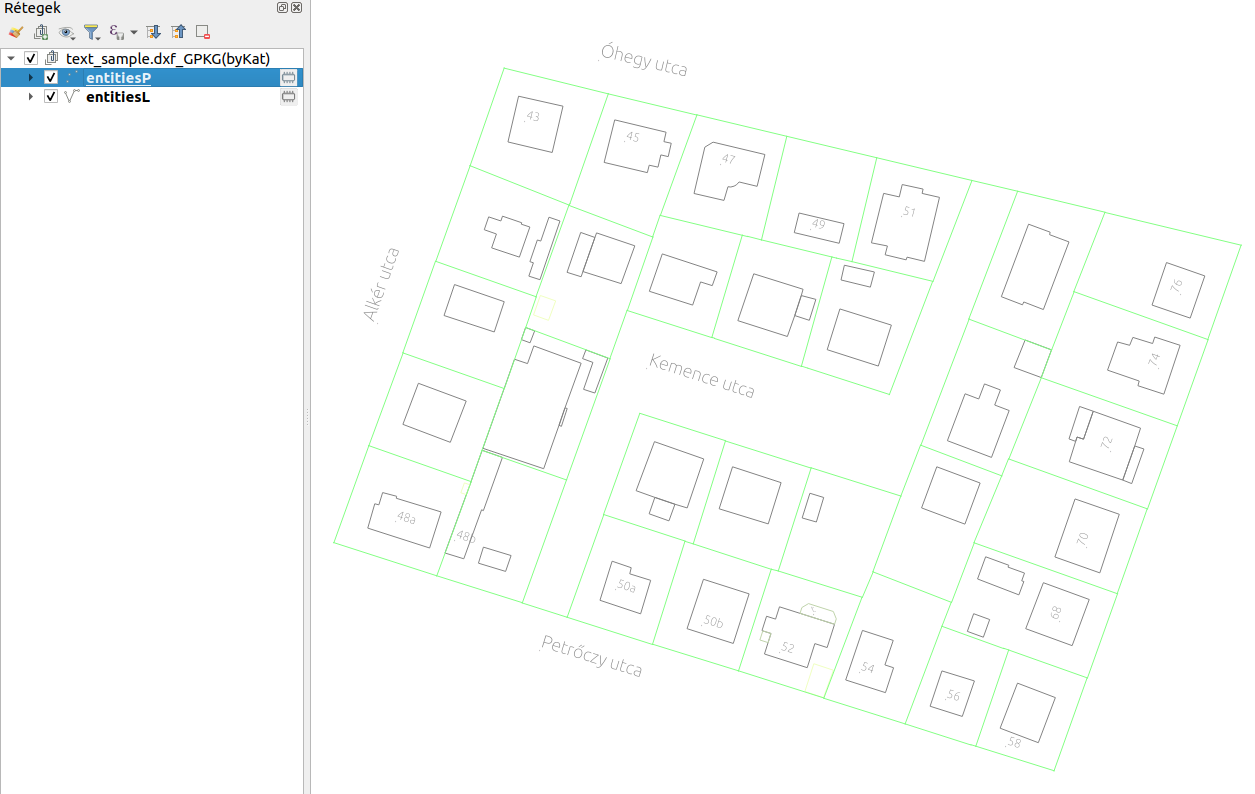 Rétegek
text_sample.dxf_GPKG(byKat)
entitiesP
entitiesL
Óhegy utca
43
45
47
49
51
76
74
72
70
68
Alkér utca
Kemence utca
48a
48b
50a
50b
52
54
56
58
Petrőczy utca